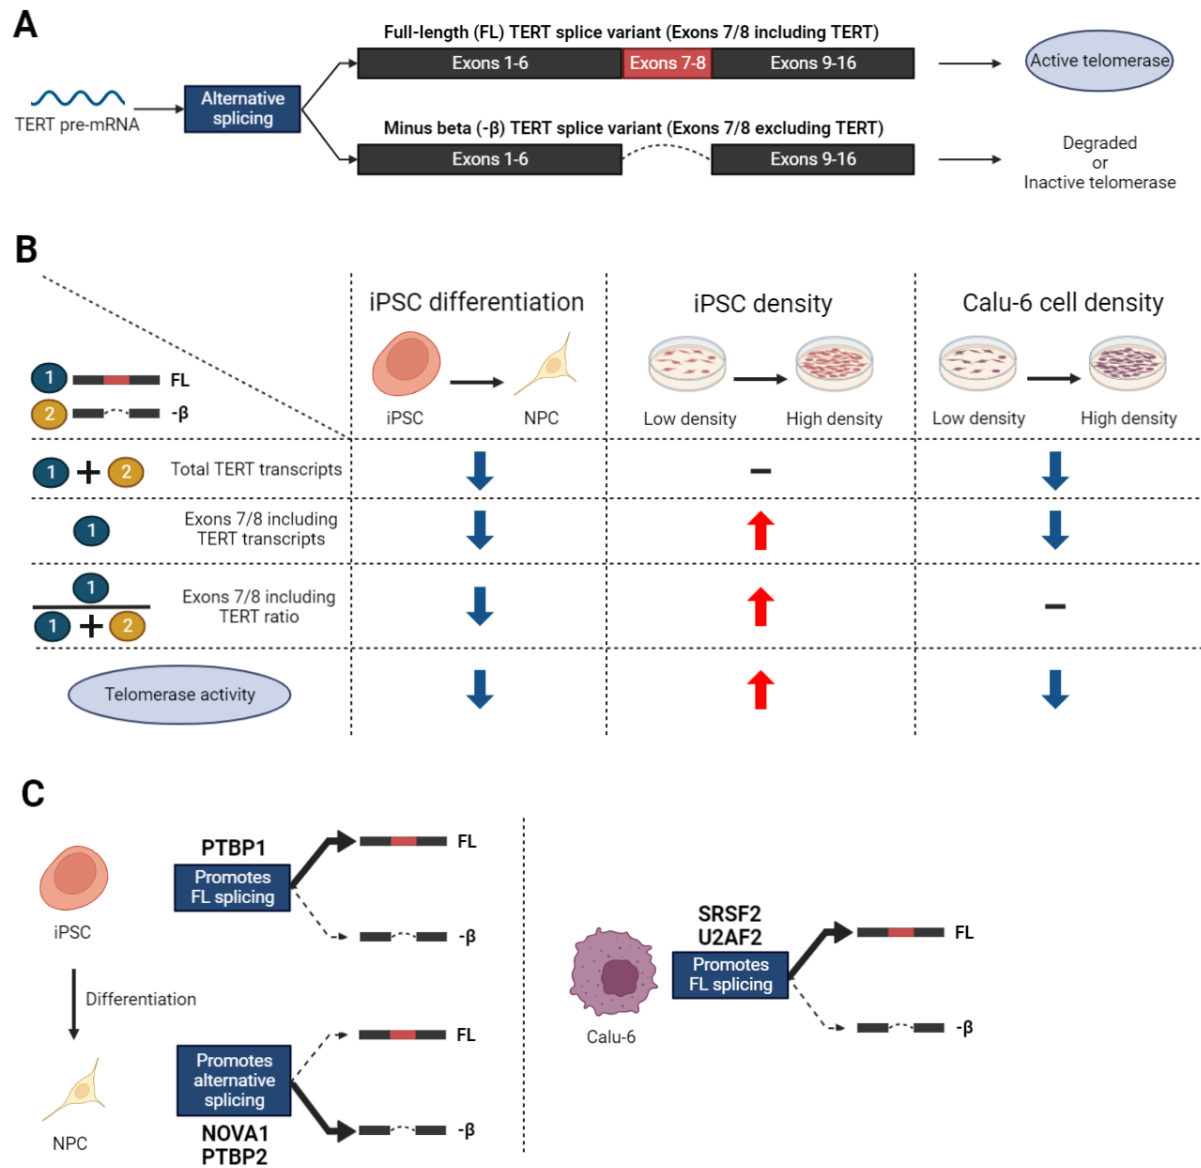 A
Full-length (FL) TERT splice variant (Exons 7/8 including TERT)
Exons 1-6
Exons 7-8
Exons 9-16
Active telomerase
TERT pre-mRNA
Alternative
splicing
Minus beta (-β) TERT splice variant (Exons 7/8 excluding TERT)
Exons 1-6
Exons 9-16
Degraded
or
Inactive telomerase
B
iPSC differentiation
iPSC density
Calu-6 cell density
1
FL
2
-β
iPSC
NPC
Low density
High density
Low density
High density
1 + 2
Total TERT transcripts
–
1
Exons 7/8 including
TERT transcripts
1
1 + 2
Exons 7/8 including
TERT ratio
–
Telomerase activity
C
iPSC
PTBP1
Promotes
FL splicing
FL
-β
Differentiation
NPC
Promotes
alternative
splicing
NOVA1
PTBP2
FL
-β
Calu-6
SRSF2
U2AF2
Promotes
FL splicing
FL
-β